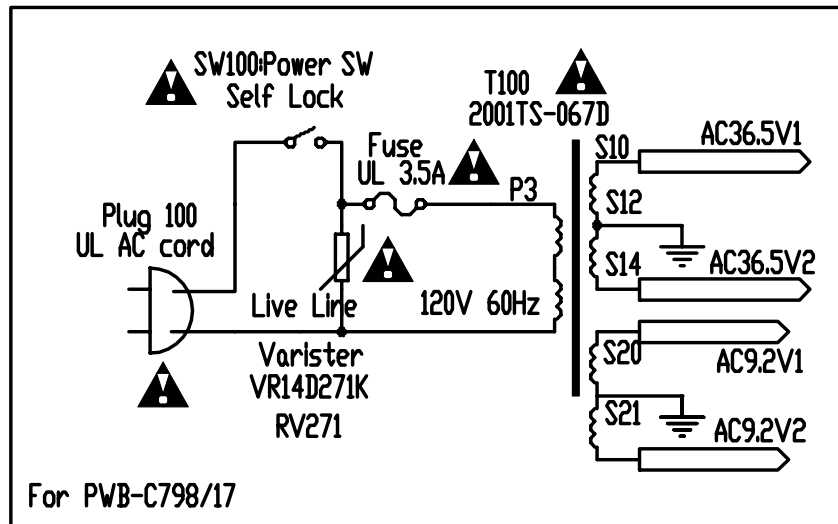 SW100:Power SW
Self Lock
T100
2001TS-067D
Fuse
UL 3.5A
P3
S10
AC36.5V1
S12
Plug 100
UL AC cord
S14
AC36.5V2
Live Line
120V 60Hz
Varister
VR14D271K
RV271
S20
AC9.2V1
S21
AC9.2V2
For PWB-C798/17